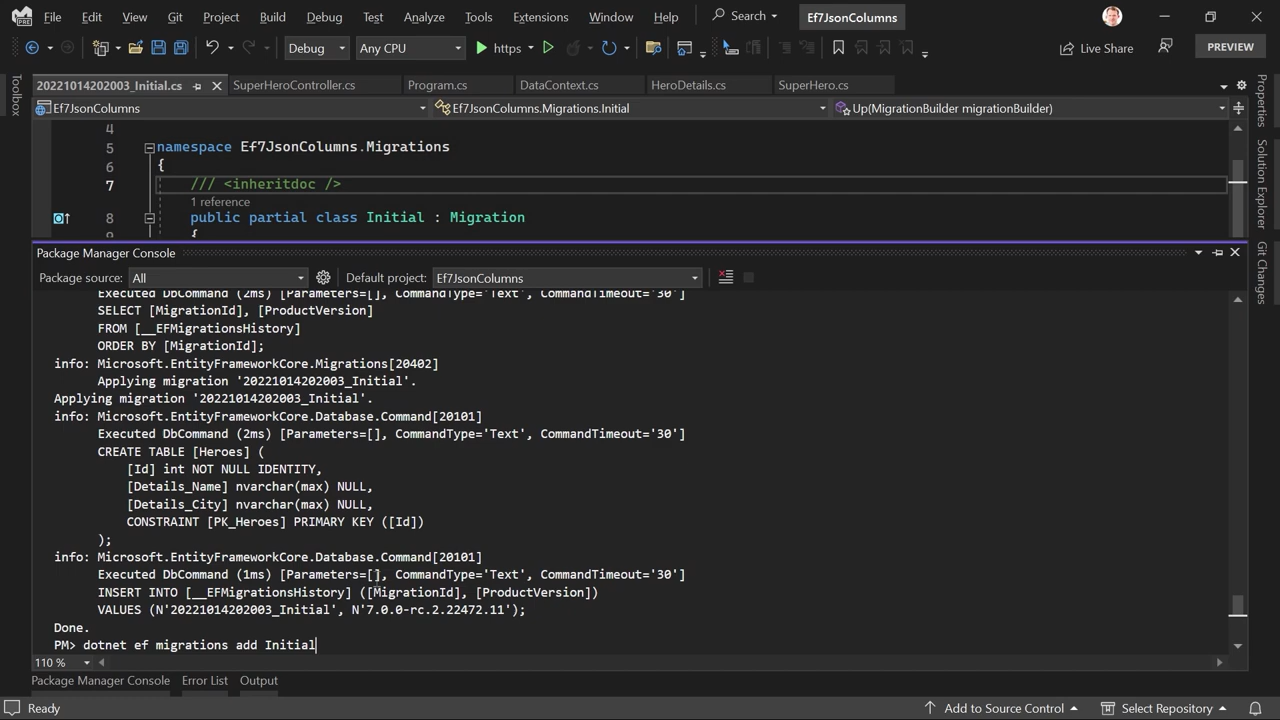 File Edit View Git Project Build Debug Test Analyze Tools Extensions Window Help Search Ef7JsonColumns
Debug Any CPU https Live Share PREVIEW
20221014202003_Initial.cs SuperHeroController.cs Program.cs DataContext.cs HeroDetails.cs SuperHero.cs
Ef7JsonColumns Ef7JsonColumns.Migrations.Initial Up(MigrationBuilder migrationBuilder)
Toolbox
Properties
Solution Explorer
Git Changes
4
5 namespace Ef7JsonColumns.Migrations
6 {
7 /// <inheritdoc />
1 reference
8 public partial class Initial : Migration
9 {
Package Manager Console
Package source: All Default project: Ef7JsonColumns
Executed DbCommand (2ms) [Parameters=[], CommandType='Text', CommandTimeout='30']
SELECT [MigrationId], [ProductVersion]
FROM [__EFMigrationsHistory]
ORDER BY [MigrationId];
info: Microsoft.EntityFrameworkCore.Migrations[20402]
Applying migration '20221014202003_Initial'.
Applying migration '20221014202003_Initial'.
info: Microsoft.EntityFrameworkCore.Database.Command[20101]
Executed DbCommand (2ms) [Parameters=[], CommandType='Text', CommandTimeout='30']
CREATE TABLE [Heroes] (
[Id] int NOT NULL IDENTITY,
[Details_Name] nvarchar(max) NULL,
[Details_City] nvarchar(max) NULL,
CONSTRAINT [PK_Heroes] PRIMARY KEY ([Id])
);
info: Microsoft.EntityFrameworkCore.Database.Command[20101]
Executed DbCommand (1ms) [Parameters=[], CommandType='Text', CommandTimeout='30']
INSERT INTO [__EFMigrationsHistory] ([MigrationId], [ProductVersion])
VALUES (N'20221014202003_Initial', N'7.0.0-rc.2.22472.11');
Done.
PM> dotnet ef migrations add Initial
110 %
Package Manager Console Error List Output
Ready Add to Source Control Select Repository